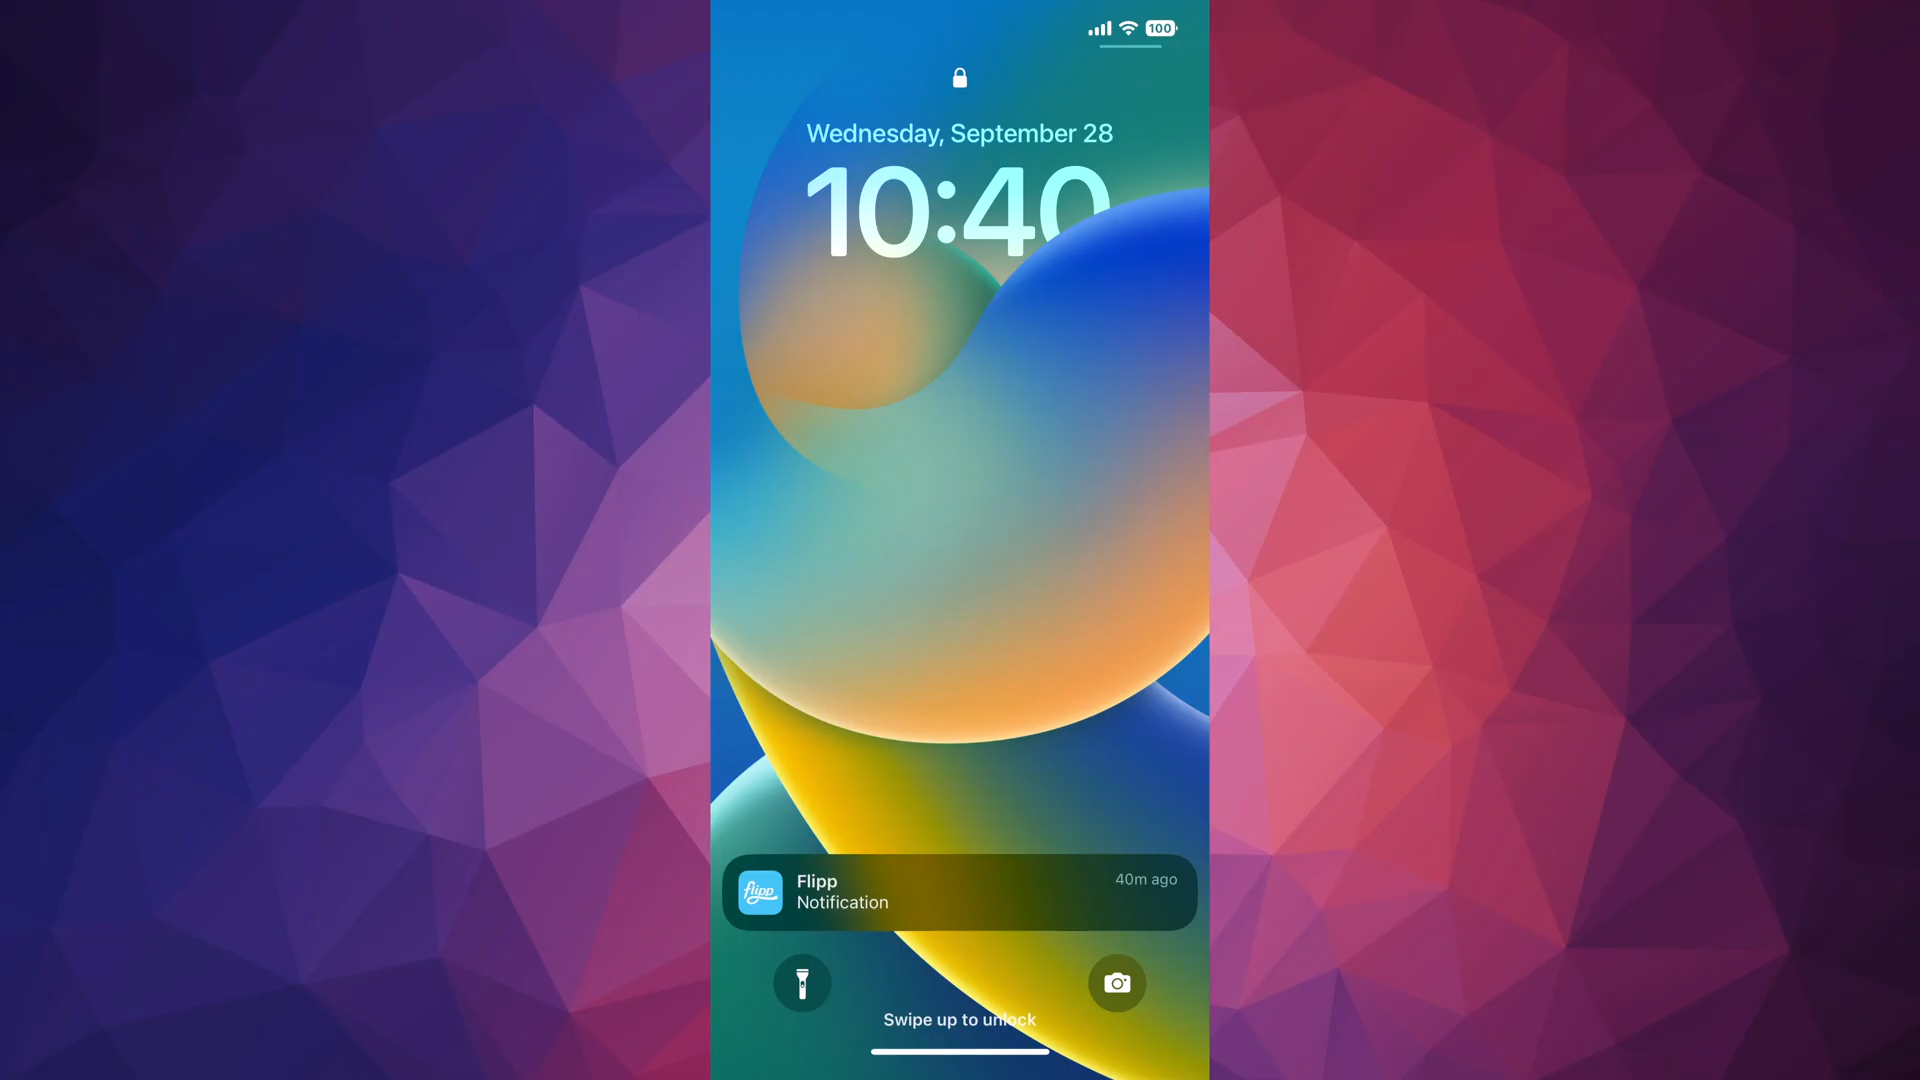 100
Wednesday, September 28
10:40
flipp
Flipp
40m ago
Notification
Swipe up to unlock